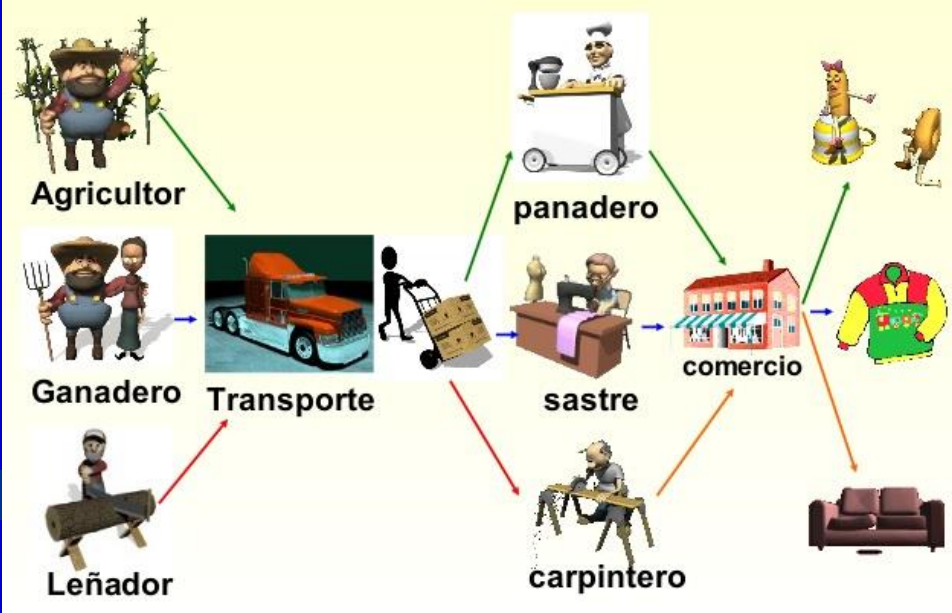 Agricultor
panadero
Ganadero
Transporte
sastre
comercio
Leñador
carpintero